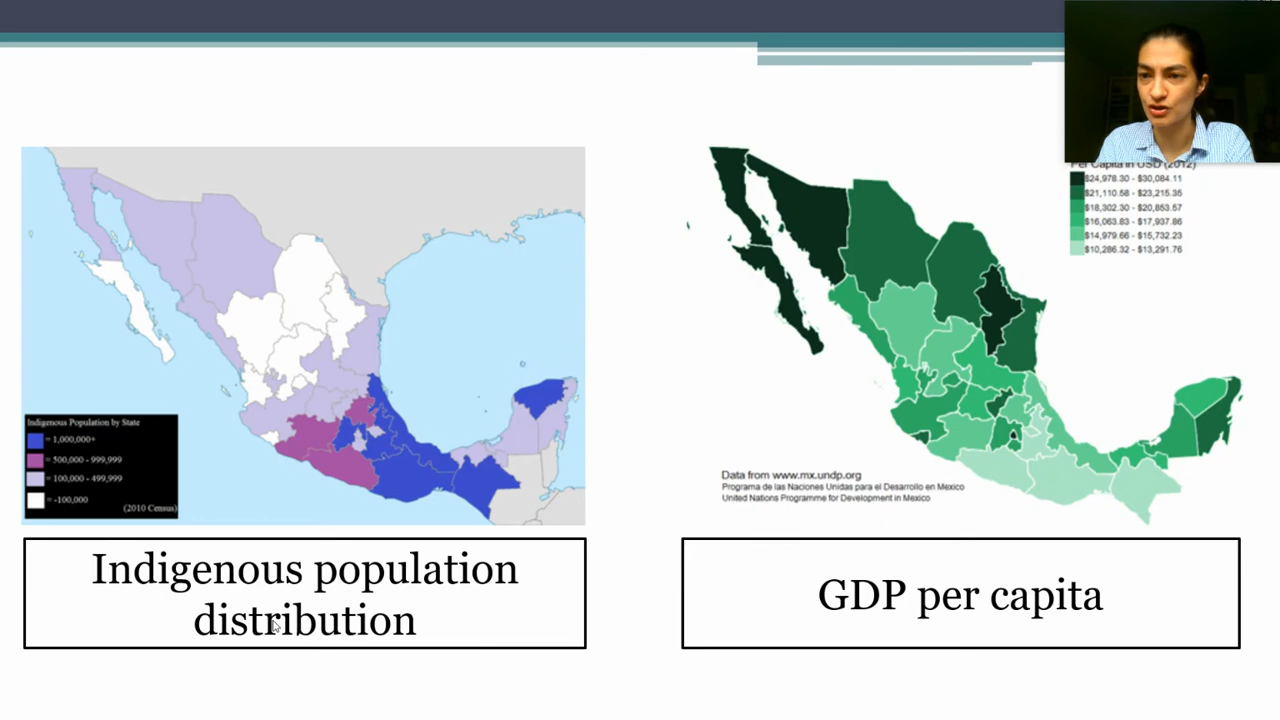 Indigenous Population by State
= 1,000,000+
= 500,000 - 999,999
= 100,000 - 499,999
= -100,000
(2010 Census)
Indigenous population
distribution
Per Capita in USD (2012)
$24,978.30 - $30,084.11
$21,110.58 - $23,215.35
$18,302.30 - $20,853.57
$16,063.83 - $17,937.86
$14,979.66 - $15,732.23
$10,286.32 - $13,291.76
Data from www.mx.undp.org
Programa de las Naciones Unidas para el Desarrollo en Mexico
United Nations Programme for Development in Mexico
GDP per capita